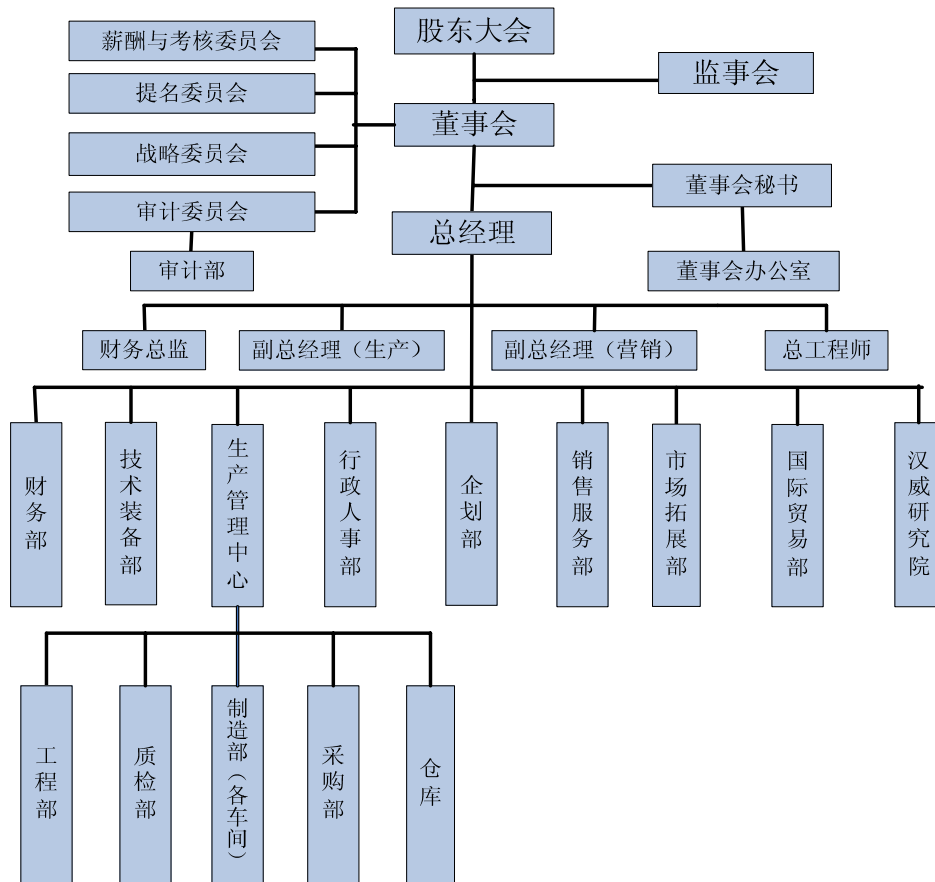 股东大会
薪酬与考核委员会
监事会
提名委员会
董事会
战略委员会
董事会秘书
审计委员会
总经理
审计部
董事会办公室
财务总监
副总经理（生产）
副总经理（营销）
总工程师
财务部
技术装备部
生产管理中心
行政人事部
企划部
销售服务部
市场拓展部
国际贸易部
汉威研究院
工程部
质检部
制造部（各车间）
采购部
仓库